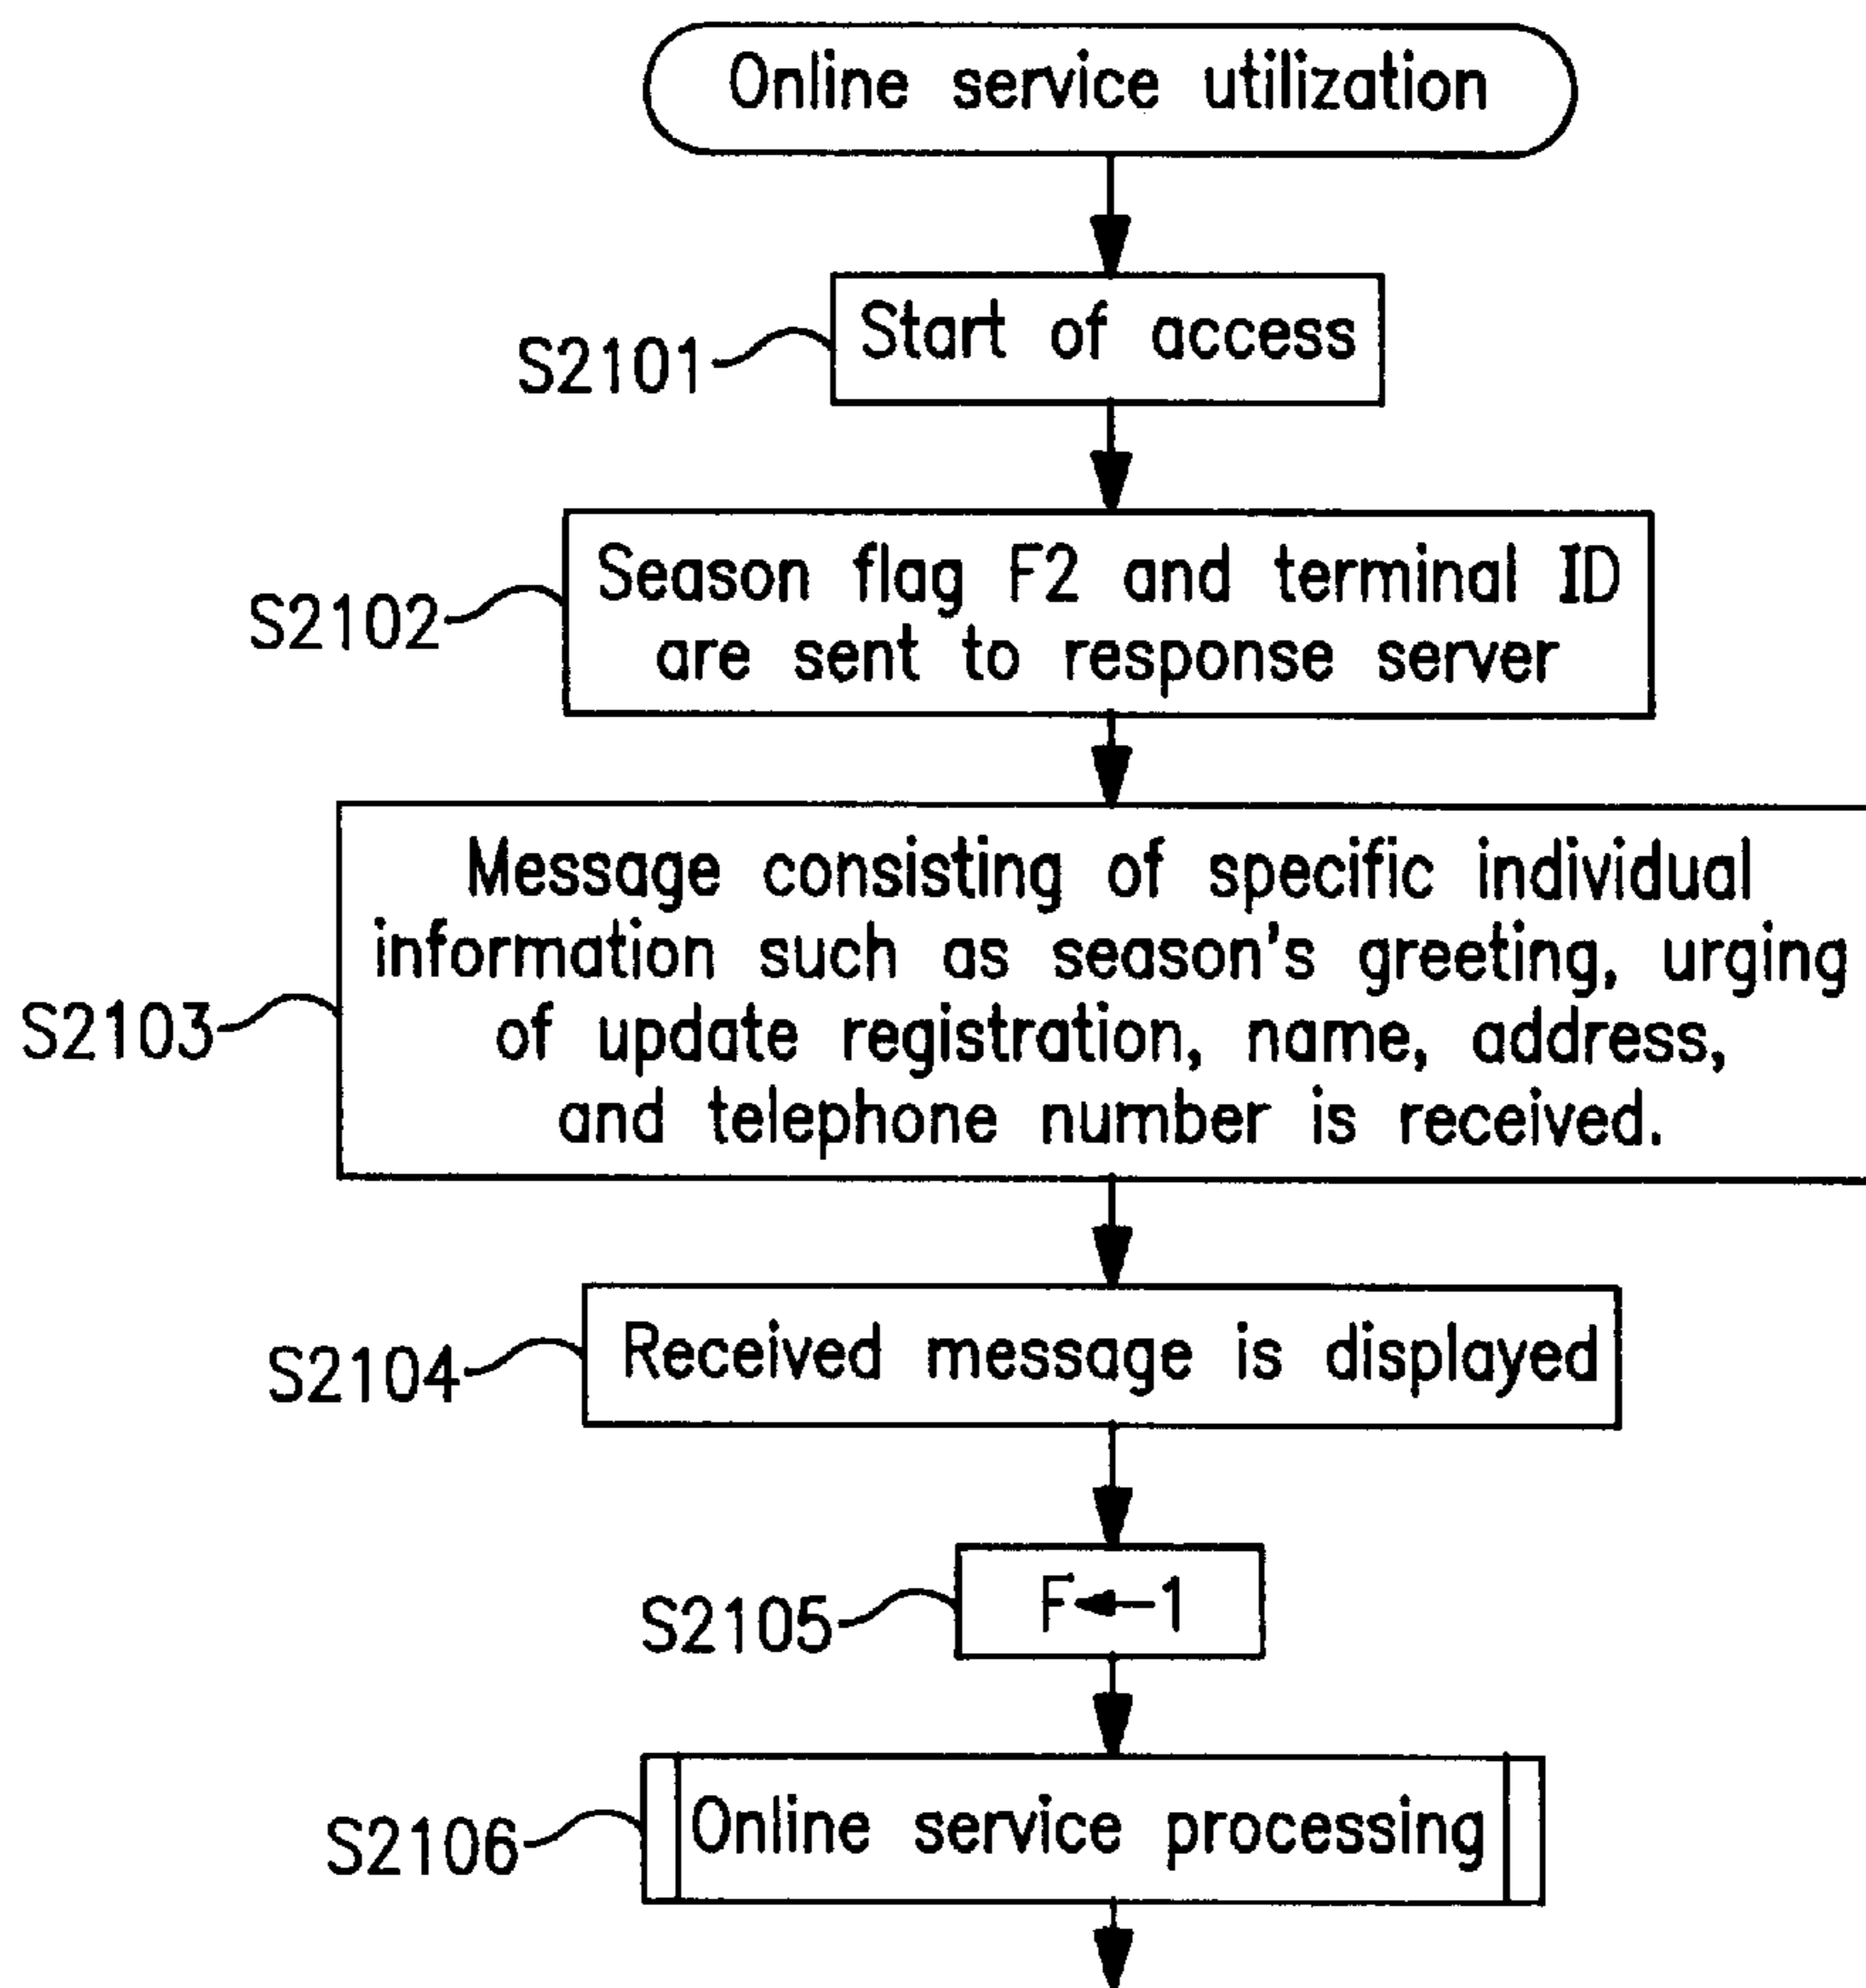 Online service utilization
S2101
Start of access
S2102
Season flag F2 and terminal ID
are sent to response server
S2103
Message consisting of specific individual
information such as season's greeting, urging
of update registration, name, address,
and telephone number is received.
S2104
Received message is displayed
S2105
F←1
S2106
Online service processing